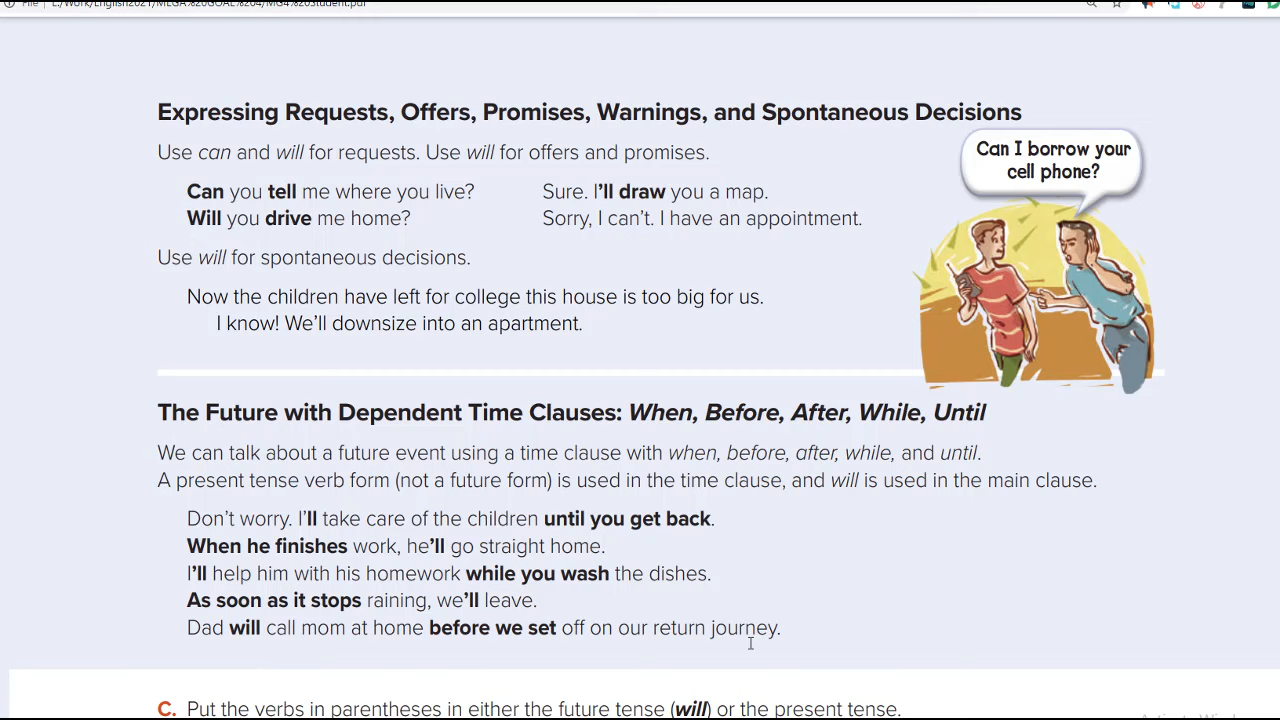 Expressing Requests, Offers, Promises, Warnings, and Spontaneous Decisions
Use can and will for requests. Use will for offers and promises.
Can I borrow your
cell phone?
Can you tell me where you live? Sure. I'll draw you a map.
Will you drive me home? Sorry, I can't. I have an appointment.
Use will for spontaneous decisions.
Now the children have left for college this house is too big for us.
I know! We'll downsize into an apartment.
The Future with Dependent Time Clauses: When, Before, After, While, Until
We can talk about a future event using a time clause with when, before, after, while, and until.
A present tense verb form (not a future form) is used in the time clause, and will is used in the main clause.
Don't worry. I'll take care of the children until you get back.
When he finishes work, he'll go straight home.
I'll help him with his homework while you wash the dishes.
As soon as it stops raining, we'll leave.
Dad will call mom at home before we set off on our return journey.
C. Put the verbs in parentheses in either the future tense (will) or the present tense.